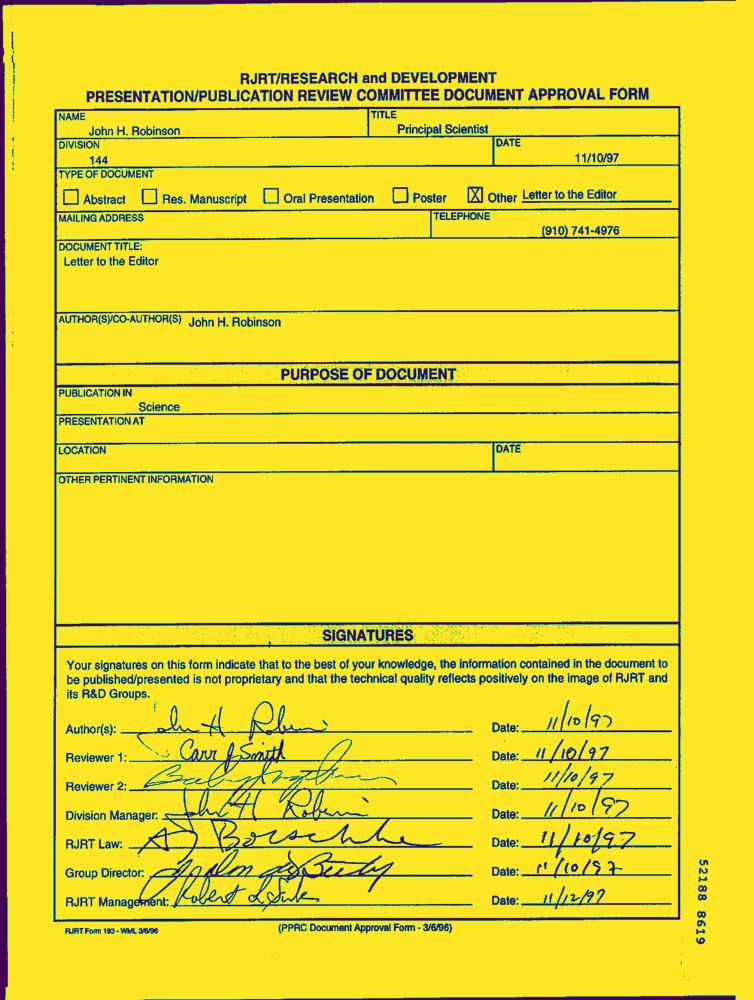 RJRT/RESEARCH and DEVELOPMENT
PRESENTATION/PUBLICATION REVIEW COMMITTEE DOCUMENT APPROVAL FORM
NAME TITLE
John H. Robinson Principal Scientist
DIVISION DATE
144 11/10/97
TYPE OF DOCUMENT
Abstract Res. Manuscript Oral Presentation Poster X Other Letter to the Editor
MAILING ADDRESS TELEPHONE
(910) 741-4976
DOCUMENT TITLE:
Letter to the Editor
AUTHOR(S)/CO-AUTHOR(S) John H. Robinson
PURPOSE OF DOCUMENT
PUBLICATION IN
Science
PRESENTATION AT
LOCATION DATE
OTHER PERTINENT INFORMATION
SIGNATURES
Your signatures on this form indicate that to the best of your knowledge, the information contained in the document to
be published/presented is not proprietary and that the technical quality reflects positively on the image of RJRT and
its R&D Groups.
Author(s): John H Robinson Date: 11/10/97
Reviewer 1: Carr J Smith Date: 11/10/97
Reviewer 2: Date: 11/10/97
Division Manager: John H Robinson Date: 11/10/97
RJRT Law: Borschke Date: 11/10/97
Group Director: Date: 11/10/97
RJRT Management: Robert Date: 11/12/97
RJRT Form 193 - WML 3/6/96 (PPRC Document Approval Form - 3/6/96)
52188 8619